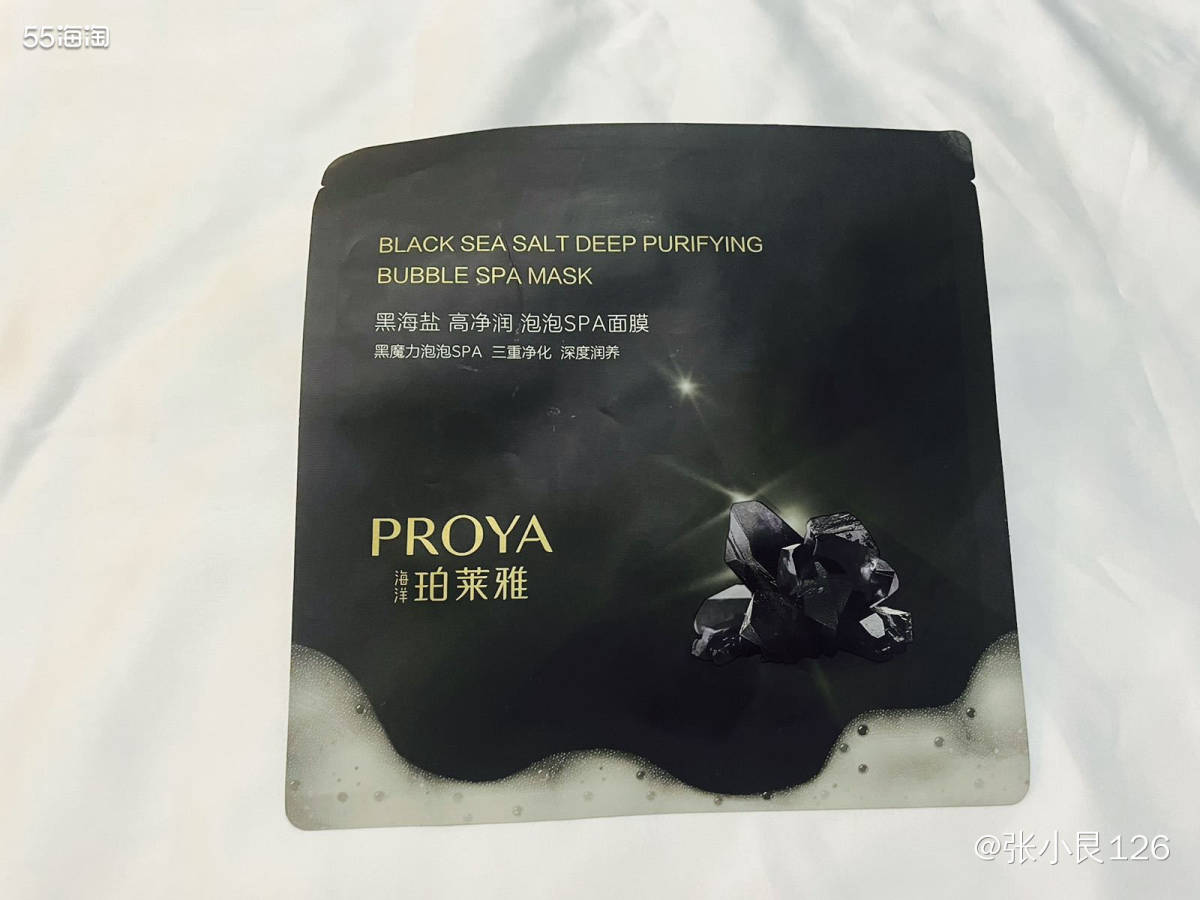 55海淘
BLACK SEA SALT DEEP PURIFYING
BUBBLE SPA MASK
黑海盐 高净润 泡泡SPA面膜
黑魔力泡泡SPA 三重净化 深度润养
PROYA
海洋 珀莱雅
@张小艮126